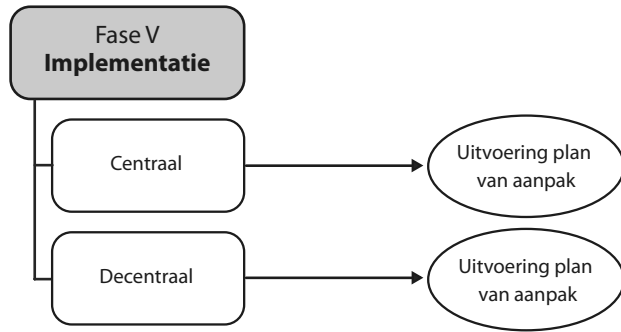 Fase V
Implementatie
Centraal
Uitvoering plan
van aanpak
Decentraal
Uitvoering plan
van aanpak